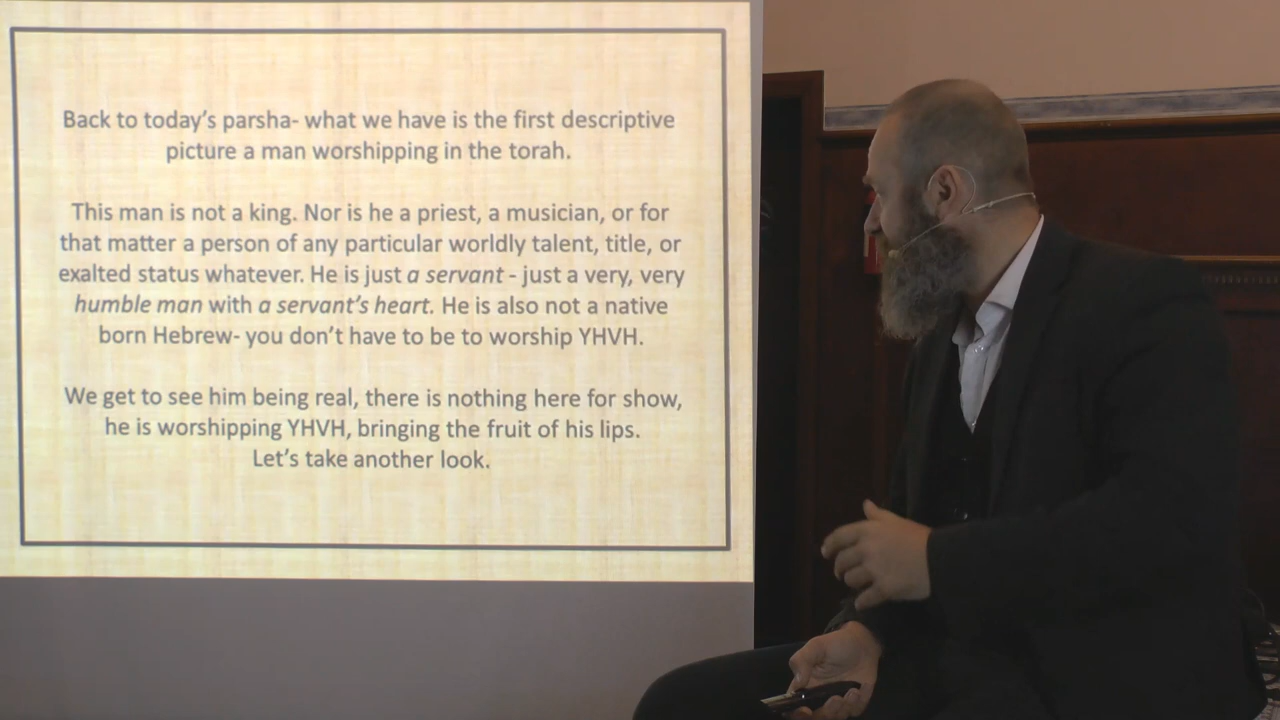 Back to today's parsha- what we have is the first descriptive
picture a man worshipping in the torah.
This man is not a king. Nor is he a priest, a musician, or for
that matter a person of any particular worldly talent, title, or
exalted status whatever. He is just a servant - just a very, very
humble man with a servant's heart. He is also not a native
born Hebrew- you don't have to be to worship YHVH.
We get to see him being real, there is nothing here for show,
he is worshipping YHVH, bringing the fruit of his lips.
Let's take another look.